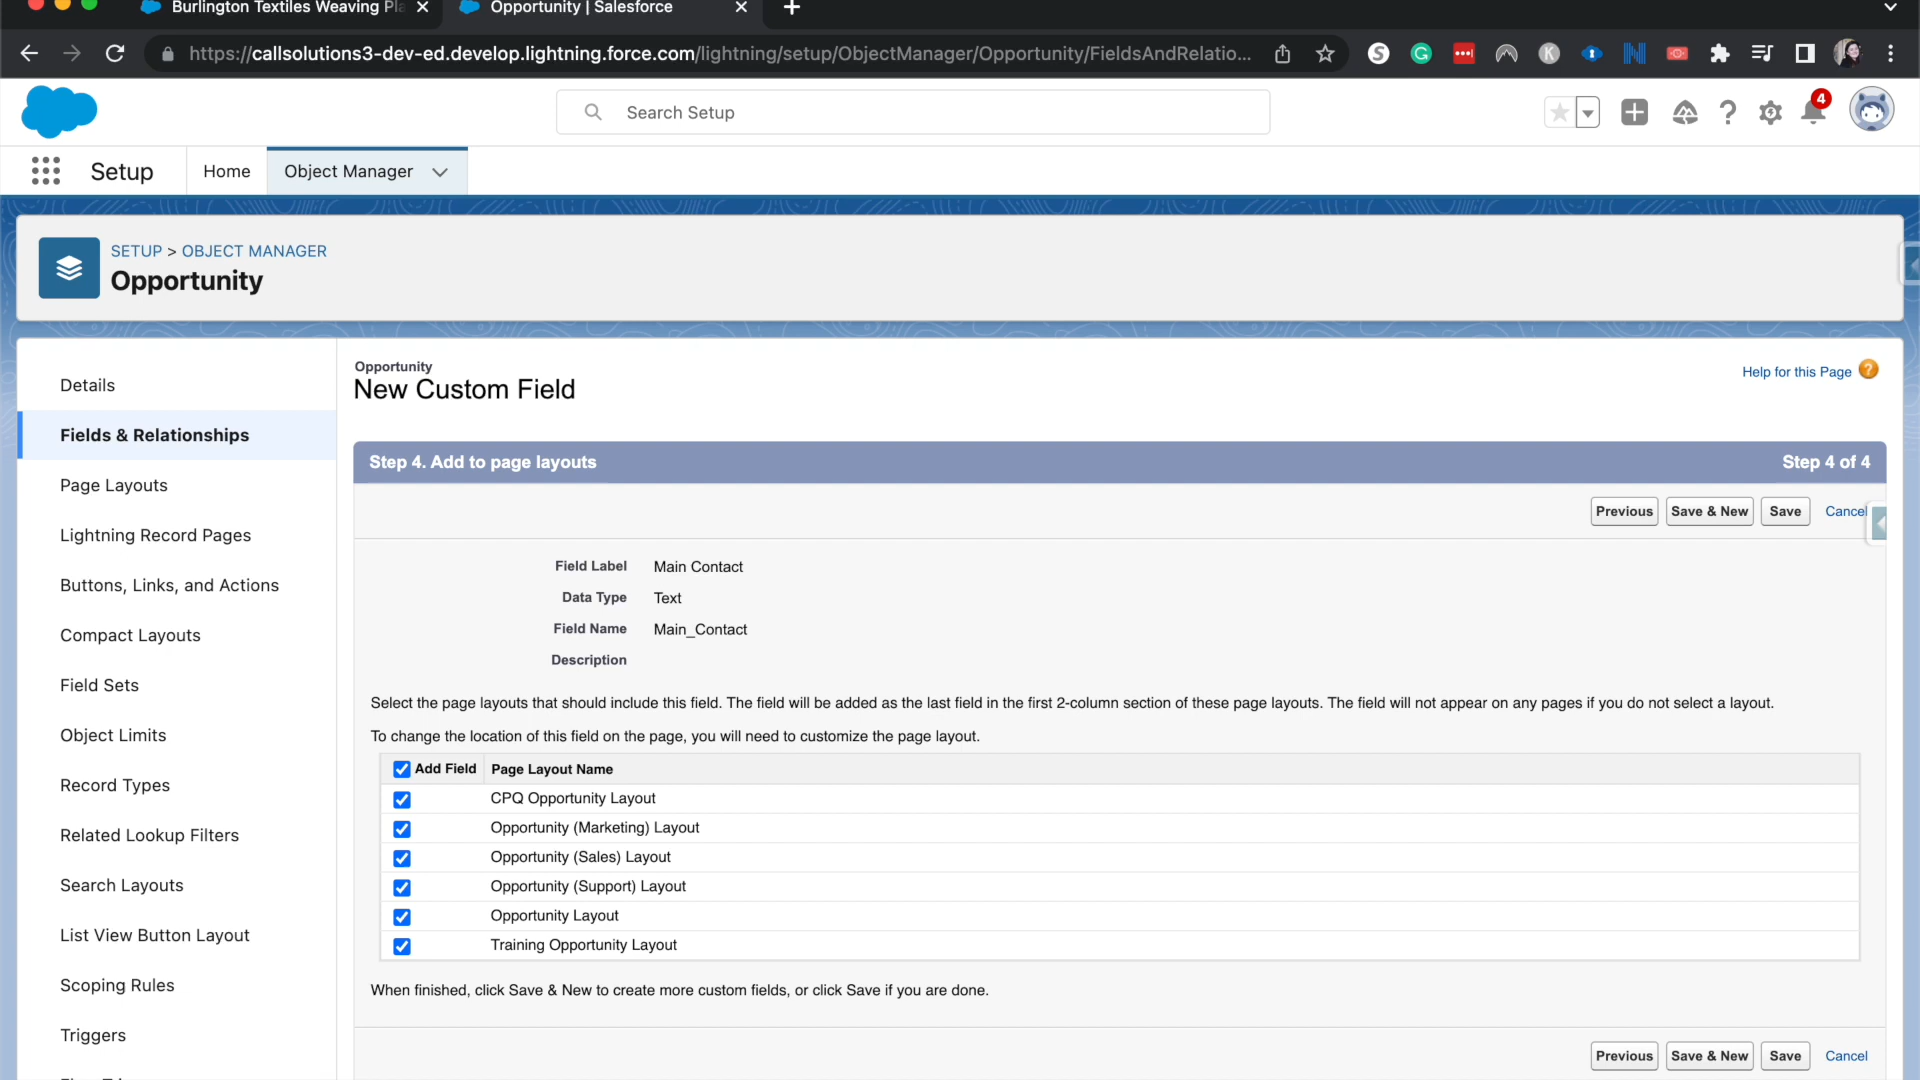 Burlington Textiles Weaving Pla
Opportunity | Salesforce
https://callsolutions3-dev-ed.develop.lightning.force.com/lightning/setup/ObjectManager/Opportunity/FieldsAndRelatio...
Search Setup
4
Setup
Home
Object Manager
SETUP > OBJECT MANAGER
Opportunity
Details
Fields & Relationships
Page Layouts
Lightning Record Pages
Buttons, Links, and Actions
Compact Layouts
Field Sets
Object Limits
Record Types
Related Lookup Filters
Search Layouts
List View Button Layout
Scoping Rules
Triggers
Opportunity
New Custom Field
Help for this Page
Step 4. Add to page layouts
Step 4 of 4
Previous Save & New Save Cancel
Field Label Main Contact
Data Type Text
Field Name Main_Contact
Description
Select the page layouts that should include this field. The field will be added as the last field in the first 2-column section of these page layouts. The field will not appear on any pages if you do not select a layout.
To change the location of this field on the page, you will need to customize the page layout.
Add Field Page Layout Name
CPQ Opportunity Layout
Opportunity (Marketing) Layout
Opportunity (Sales) Layout
Opportunity (Support) Layout
Opportunity Layout
Training Opportunity Layout
When finished, click Save & New to create more custom fields, or click Save if you are done.
Previous Save & New Save Cancel